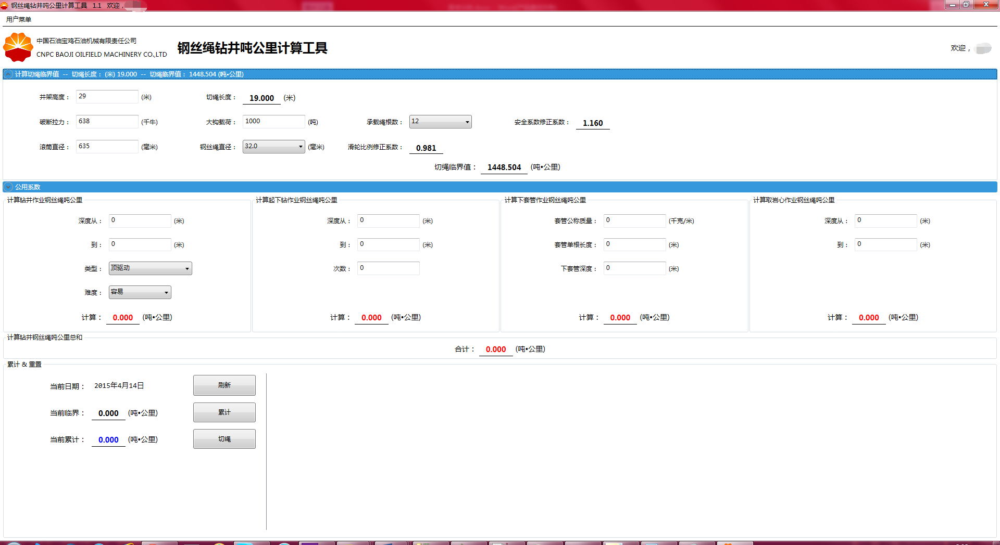 钢丝绳钻井吨公里计算工具 1.1 欢迎，
用户菜单
中国石油宝鸡石油机械有限责任公司
CNPC BAOJI OILFIELD MACHINERY CO.,LTD
钢丝绳钻井吨公里计算工具
欢迎，
计算切绳临界值 -- 切绳长度：(米) 19.000 -- 切绳临界值： 1448.504 (吨•公里)
井架高度： 29 (米) 切绳长度： 19.000 (米)
破断拉力： 638 (千牛) 大钩载荷： 1000 (吨) 承载绳根数： 12 安全系数修正系数： 1.160
滚筒直径： 635 (毫米) 钢丝绳直径： 32.0 (毫米) 滑轮比例修正系数： 0.981
切绳临界值： 1448.504 (吨•公里)
公用系数
计算钻井作业钢丝绳吨公里
深度从： 0 (米)
到： 0 (米)
类型： 顶驱动
难度： 容易
计算： 0.000 (吨•公里)
计算起下钻作业钢丝绳吨公里
深度从： 0 (米)
到： 0 (米)
次数： 0
计算： 0.000 (吨•公里)
计算下套管作业钢丝绳吨公里
套管公称质量： 0 (千克/米)
套管单根长度： 0 (米)
下套管深度： 0 (米)
计算： 0.000 (吨•公里)
计算取岩心作业钢丝绳吨公里
深度从： 0 (米)
到： 0 (米)
计算： 0.000 (吨•公里)
计算钻井钢丝绳吨公里总和
合计： 0.000 (吨•公里)
累计 & 重置
当前日期： 2015年4月14日 刷新
当前临界： 0.000 (吨•公里) 累计
当前累计： 0.000 (吨•公里) 切绳